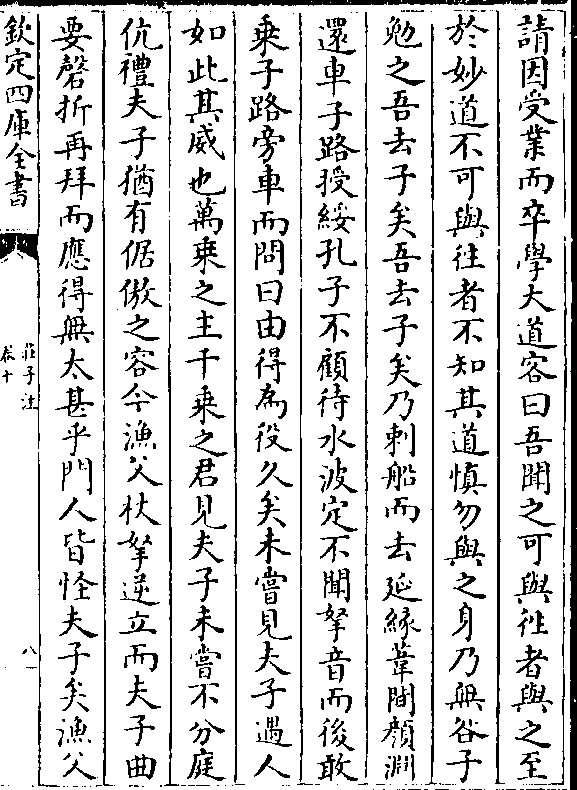 請因受業而卒學大道客曰吾聞之可與徃者與之至
於妙道不可與徃者不知其道慎勿與之身乃無咎子
勉之吾去子矣吾去子矣乃刺船而去延縁葦間顔淵
還車子路授綏孔子不顧待水波定不聞拏音而後敢
乗子路旁車而問曰由得為役久矣未嘗見夫子遇人
如此其威也萬乗之主千乗之君見夫子未嘗不分庭
伉禮夫子猶有倨傲之容今漁父杖拏逆立而夫子曲
要磬折再拜而應得無太甚乎門人皆怪夫子矣漁父
欽定四庫全書
莊子注
卷十
八